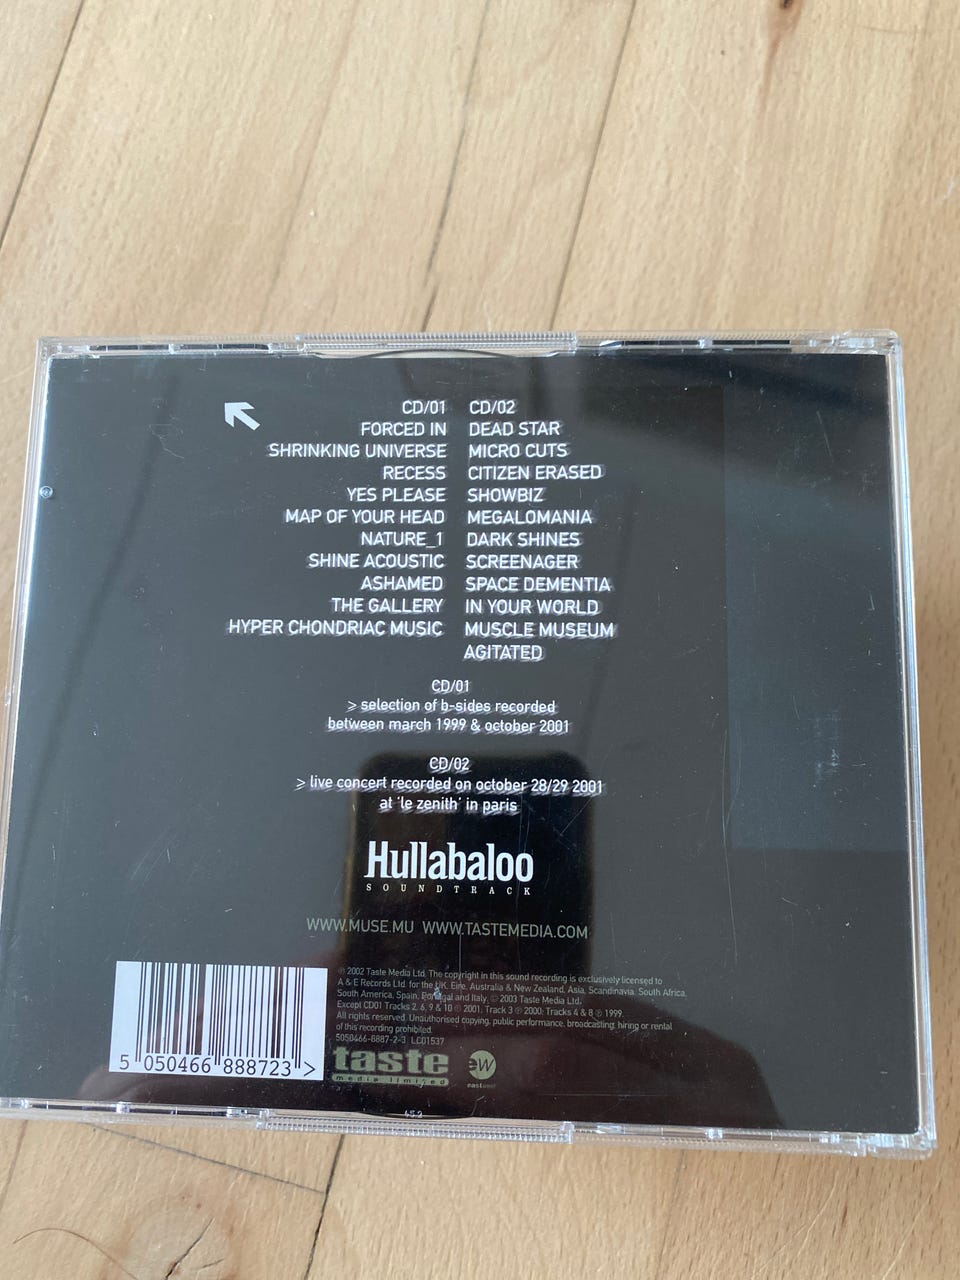 CD/01 CD/02
FORCED IN DEAD STAR
SHRINKING UNIVERSE MICRO CUTS
RECESS CITIZEN ERASED
YES PLEASE SHOWBIZ
MAP OF YOUR HEAD MEGALOMANIA
NATURE_1 DARK SHINES
SHINE ACOUSTIC SCREENAGER
ASHAMED SPACE DEMENTIA
THE GALLERY IN YOUR WORLD
HYPER CHONDRIAC MUSIC MUSCLE MUSEUM
AGITATED
CD/01
> selection of b-sides recorded
between march 1999 & october 2001
CD/02
> live concert recorded on october 28/29 2001
at 'le zenith' in paris
Hullabaloo
SOUNDTRACK
WWW.MUSE.MU WWW.TASTEMEDIA.COM
℗ 2002 Taste Media Ltd. The copyright in this sound recording is exclusively licensed to
A & E Records Ltd. for the UK, Eire, Australia & New Zealand, Asia, Scandinavia, South Africa,
South America, Spain, Portugal and Italy. © 2003 Taste Media Ltd.
Except CD01 Tracks 2, 6, 9 & 10 ℗ 2001; Track 3 ℗ 2000; Tracks 4 & 8 ℗ 1999.
All rights reserved. Unauthorised copying, public performance, broadcasting, hiring or rental
of this recording prohibited.
5050466-8887-2-3 LC01537
5 050466 888723 >
taste
media limited
ew
eastwest